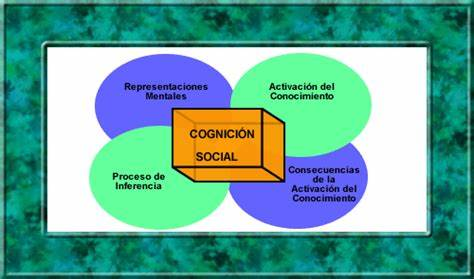 Representaciones
Mentales
Activación del
Conocimiento
COGNICIÓN
SOCIAL
Proceso de
Inferencia
Consecuencias
de la
Activación del
Conocimiento